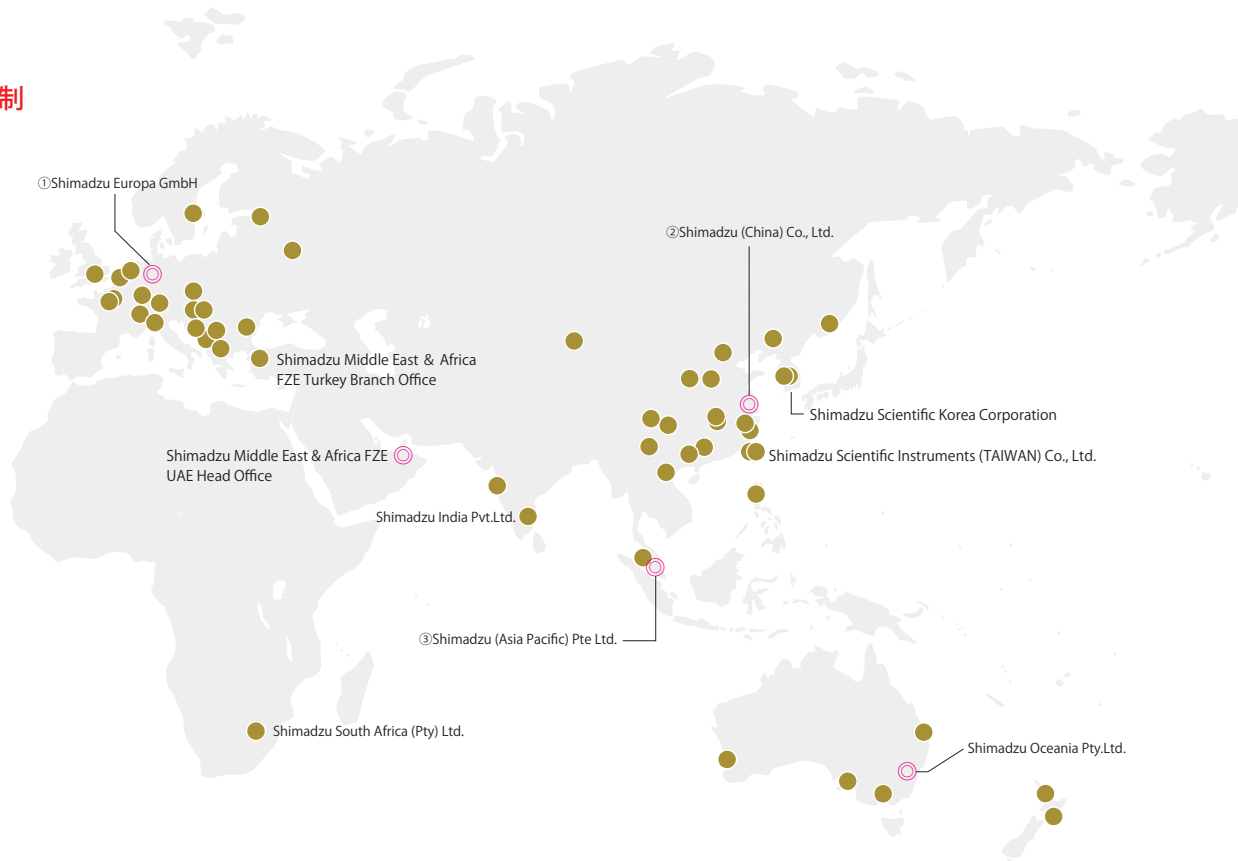 制
①Shimadzu Europa GmbH
②Shimadzu (China) Co., Ltd.
Shimadzu Middle East & Africa
FZE Turkey Branch Office
Shimadzu Scientific Korea Corporation
Shimadzu Middle East & Africa FZE
UAE Head Office
Shimadzu Scientific Instruments (TAIWAN) Co., Ltd.
Shimadzu India Pvt.Ltd.
③Shimadzu (Asia Pacific) Pte Ltd.
Shimadzu South Africa (Pty) Ltd.
Shimadzu Oceania Pty.Ltd.